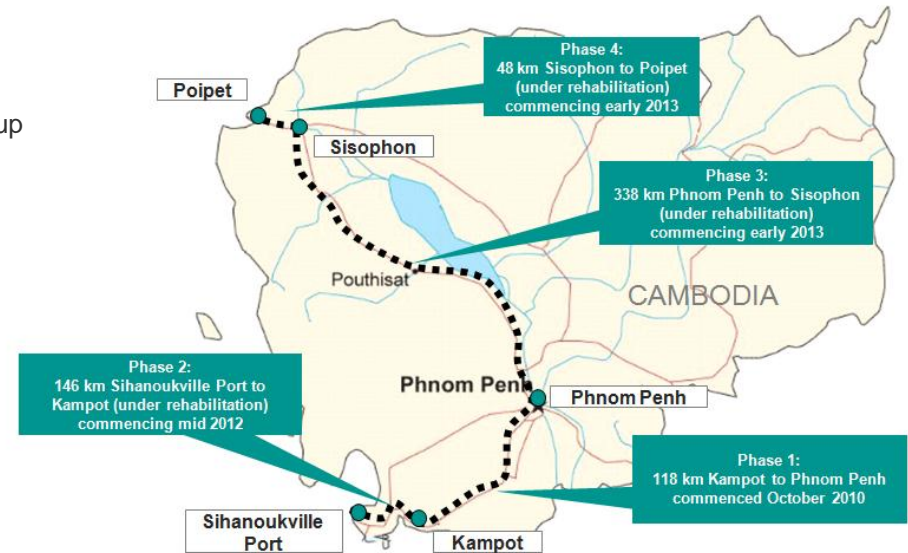 Phase 4:
48 km Sisophon to Poipet
(under rehabilitation)
commencing early 2013
Poipet
up
Sisophon
Phase 3:
338 km Phnom Penh to Sisophon
(under rehabilitation)
commencing early 2013
Pouthisat
CAMBODIA
Phase 2:
146 km Sihanoukville Port to
Kampot (under rehabilitation)
commencing mid 2012
Phnom Penh
Phnom Penh
Phase 1:
118 km Kampot to Phnom Penh
commenced October 2010
Sihanoukville
Port
Kampot